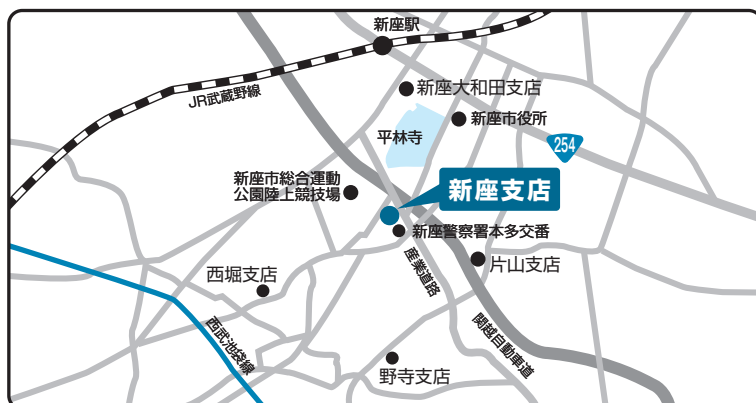 新座駅
JR武蔵野線
新座大和田支店
新座市役所
平林寺
254
新座市総合運動
公園陸上競技場
新座支店
新座警察署本多交番
産業道路
片山支店
西堀支店
西武池袋線
関越自動車道
野寺支店